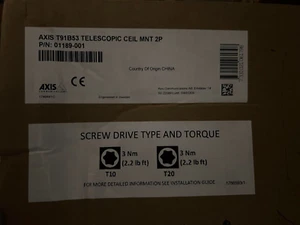 AXIS T91B53 TELESCOPIC CEIL MNT 2P
P/N: 01189-001
Country Of Origin CHINA
AXIS
SCREW DRIVE TYPE AND TORQUE
3 Nm
(2.2 lb ft)
T10
3 Nm
(2.2 lb ft)
T20
FOR MORE DETAILED INFORMATION SEE INSTALLATION GUIDE